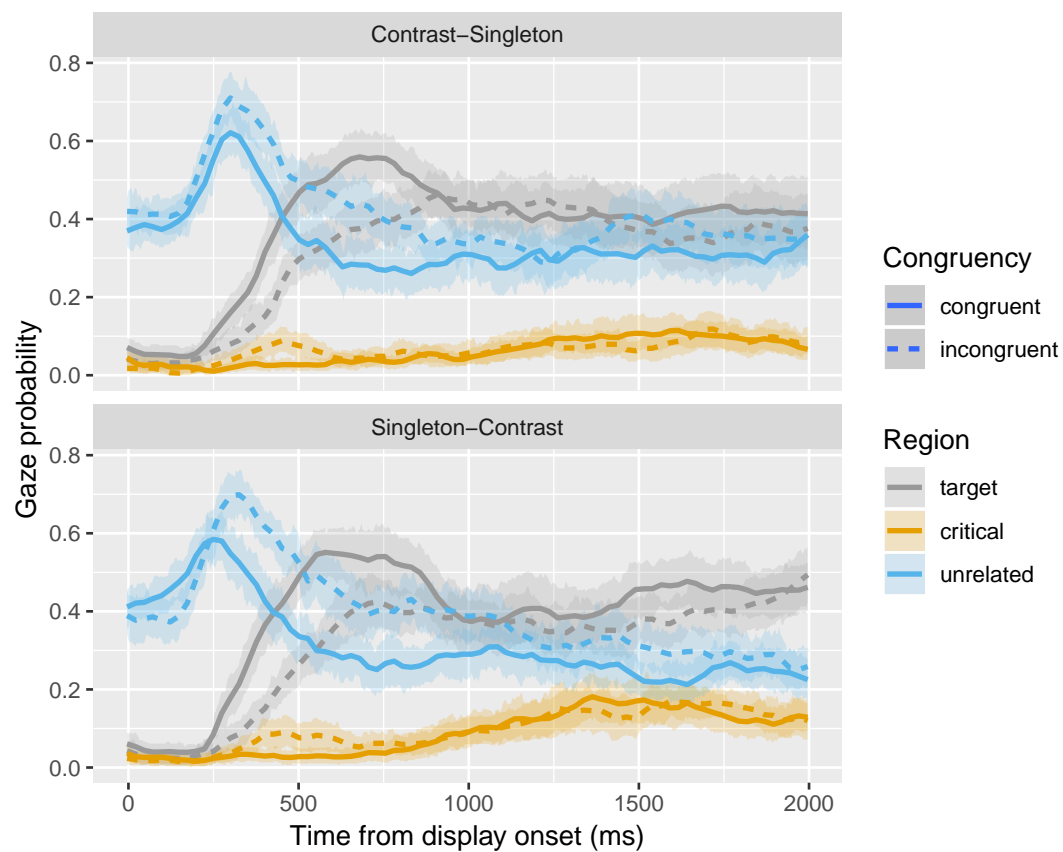 Contrast−Singleton
0.8
0.6
0.4
0.2
0.0
Singleton−Contrast
0.8
0.6
0.4
0.2
0.0
0
500
1000
1500
2000
Time from display onset (ms)
Gaze probability
Congruency
congruent
incongruent
Region
target
critical
unrelated